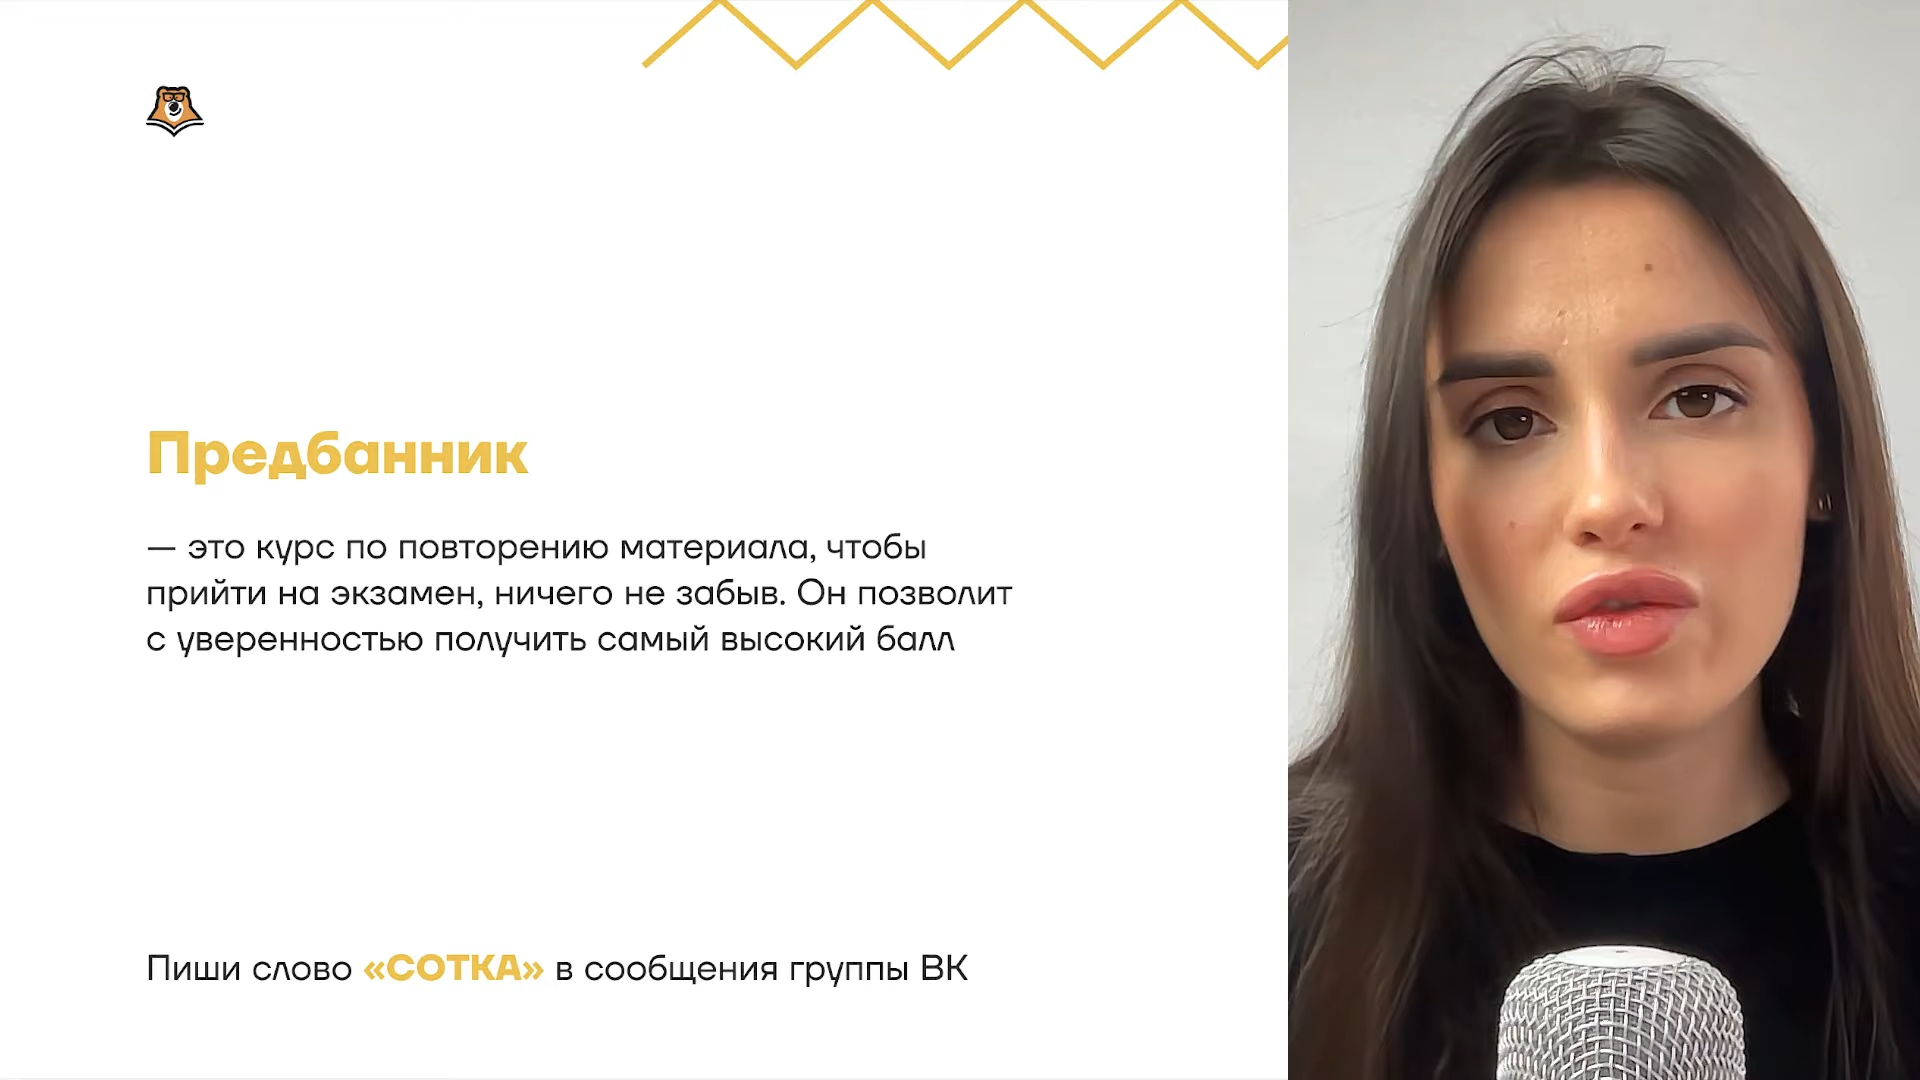 Предбанник
— это курс по повторению материала, чтобы
прийти на экзамен, ничего не забыв. Он позволит
с уверенностью получить самый высокий балл
Пиши слово «СОТКА» в сообщения группы ВК